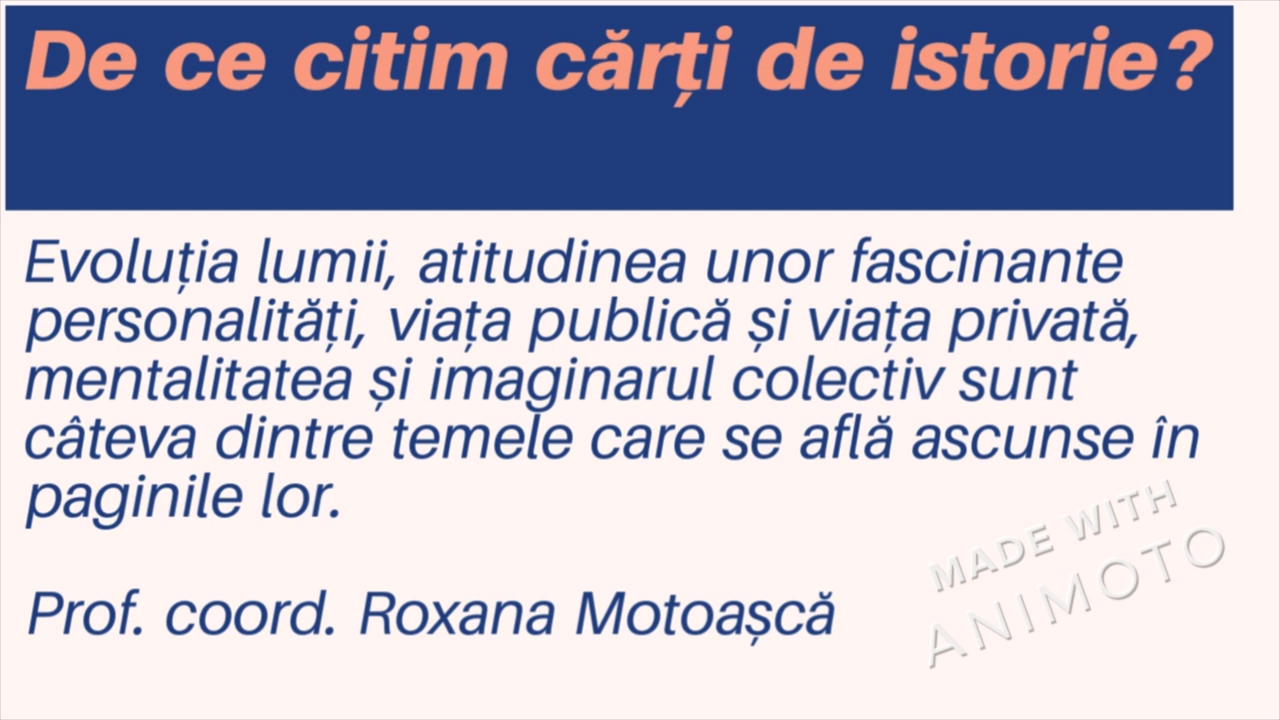 De ce citim cărți de istorie?
Evoluția lumii, atitudinea unor fascinante
personalități, viața publică și viața privată,
mentalitatea și imaginarul colectiv sunt
câteva dintre temele care se află ascunse în
paginile lor.
Prof. coord. Roxana Motoașcă
MADE WITH
ANIMOTO